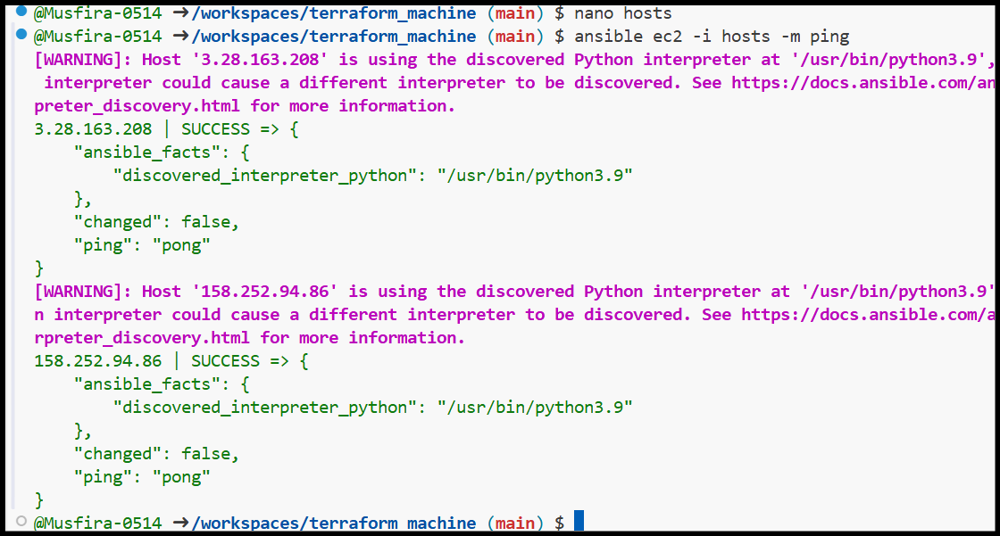 @Musfira-0514 ➜/workspaces/terraform_machine (main) $ nano hosts
@Musfira-0514 ➜/workspaces/terraform_machine (main) $ ansible ec2 -i hosts -m ping
[WARNING]: Host '3.28.163.208' is using the discovered Python interpreter at '/usr/bin/python3.9',
 interpreter could cause a different interpreter to be discovered. See https://docs.ansible.com/an
preter_discovery.html for more information.
3.28.163.208 | SUCCESS => {
    "ansible_facts": {
        "discovered_interpreter_python": "/usr/bin/python3.9"
    },
    "changed": false,
    "ping": "pong"
}
[WARNING]: Host '158.252.94.86' is using the discovered Python interpreter at '/usr/bin/python3.9'
n interpreter could cause a different interpreter to be discovered. See https://docs.ansible.com/a
rpreter_discovery.html for more information.
158.252.94.86 | SUCCESS => {
    "ansible_facts": {
        "discovered_interpreter_python": "/usr/bin/python3.9"
    },
    "changed": false,
    "ping": "pong"
}
@Musfira-0514 ➜/workspaces/terraform_machine (main) $